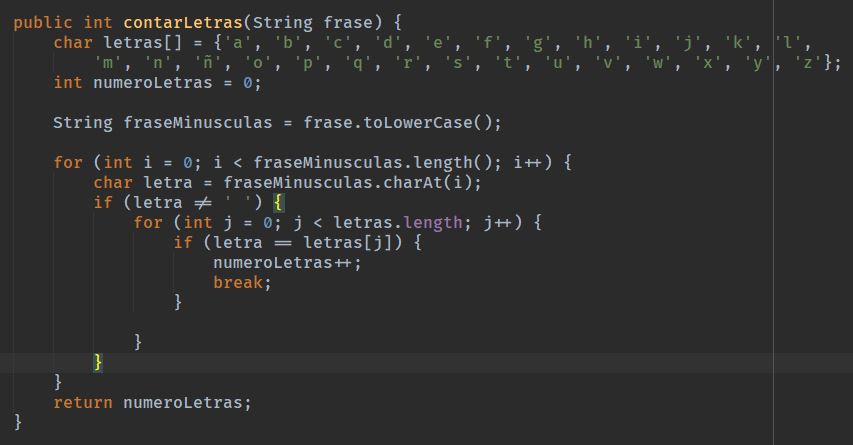 public int contarLetras(String frase) {
    char letras[] = {'a', 'b', 'c', 'd', 'e', 'f', 'g', 'h', 'i', 'j', 'k', 'l',
        'm', 'n', 'ñ', 'o', 'p', 'q', 'r', 's', 't', 'u', 'v', 'w', 'x', 'y', 'z'};
    int numeroLetras = 0;

    String fraseMinusculas = frase.toLowerCase();

    for (int i = 0; i < fraseMinusculas.length(); i++) {
        char letra = fraseMinusculas.charAt(i);
        if (letra ≠ ' ') {
            for (int j = 0; j < letras.length; j++) {
                if (letra == letras[j]) {
                    numeroLetras++;
                    break;
                }

            }
        }
    }
    return numeroLetras;
}